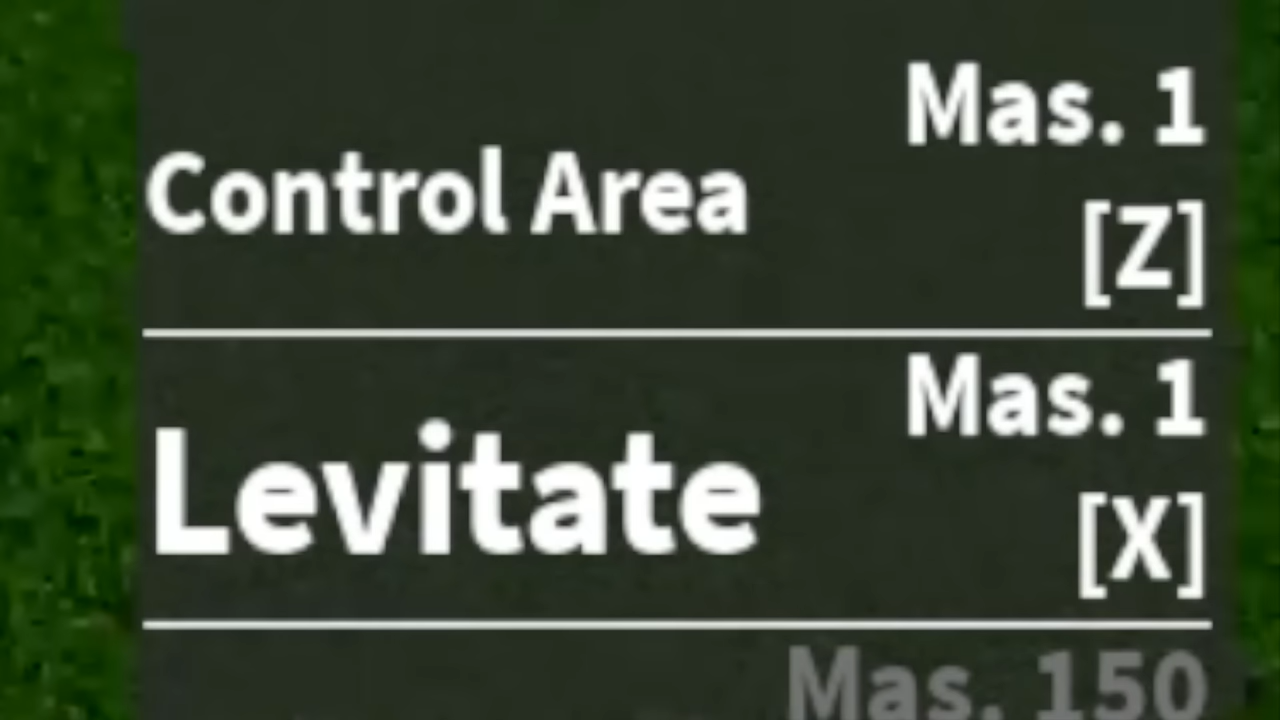 Mas. 1
Control Area
[Z]
Mas. 1
Levitate
[X]
Mas. 150